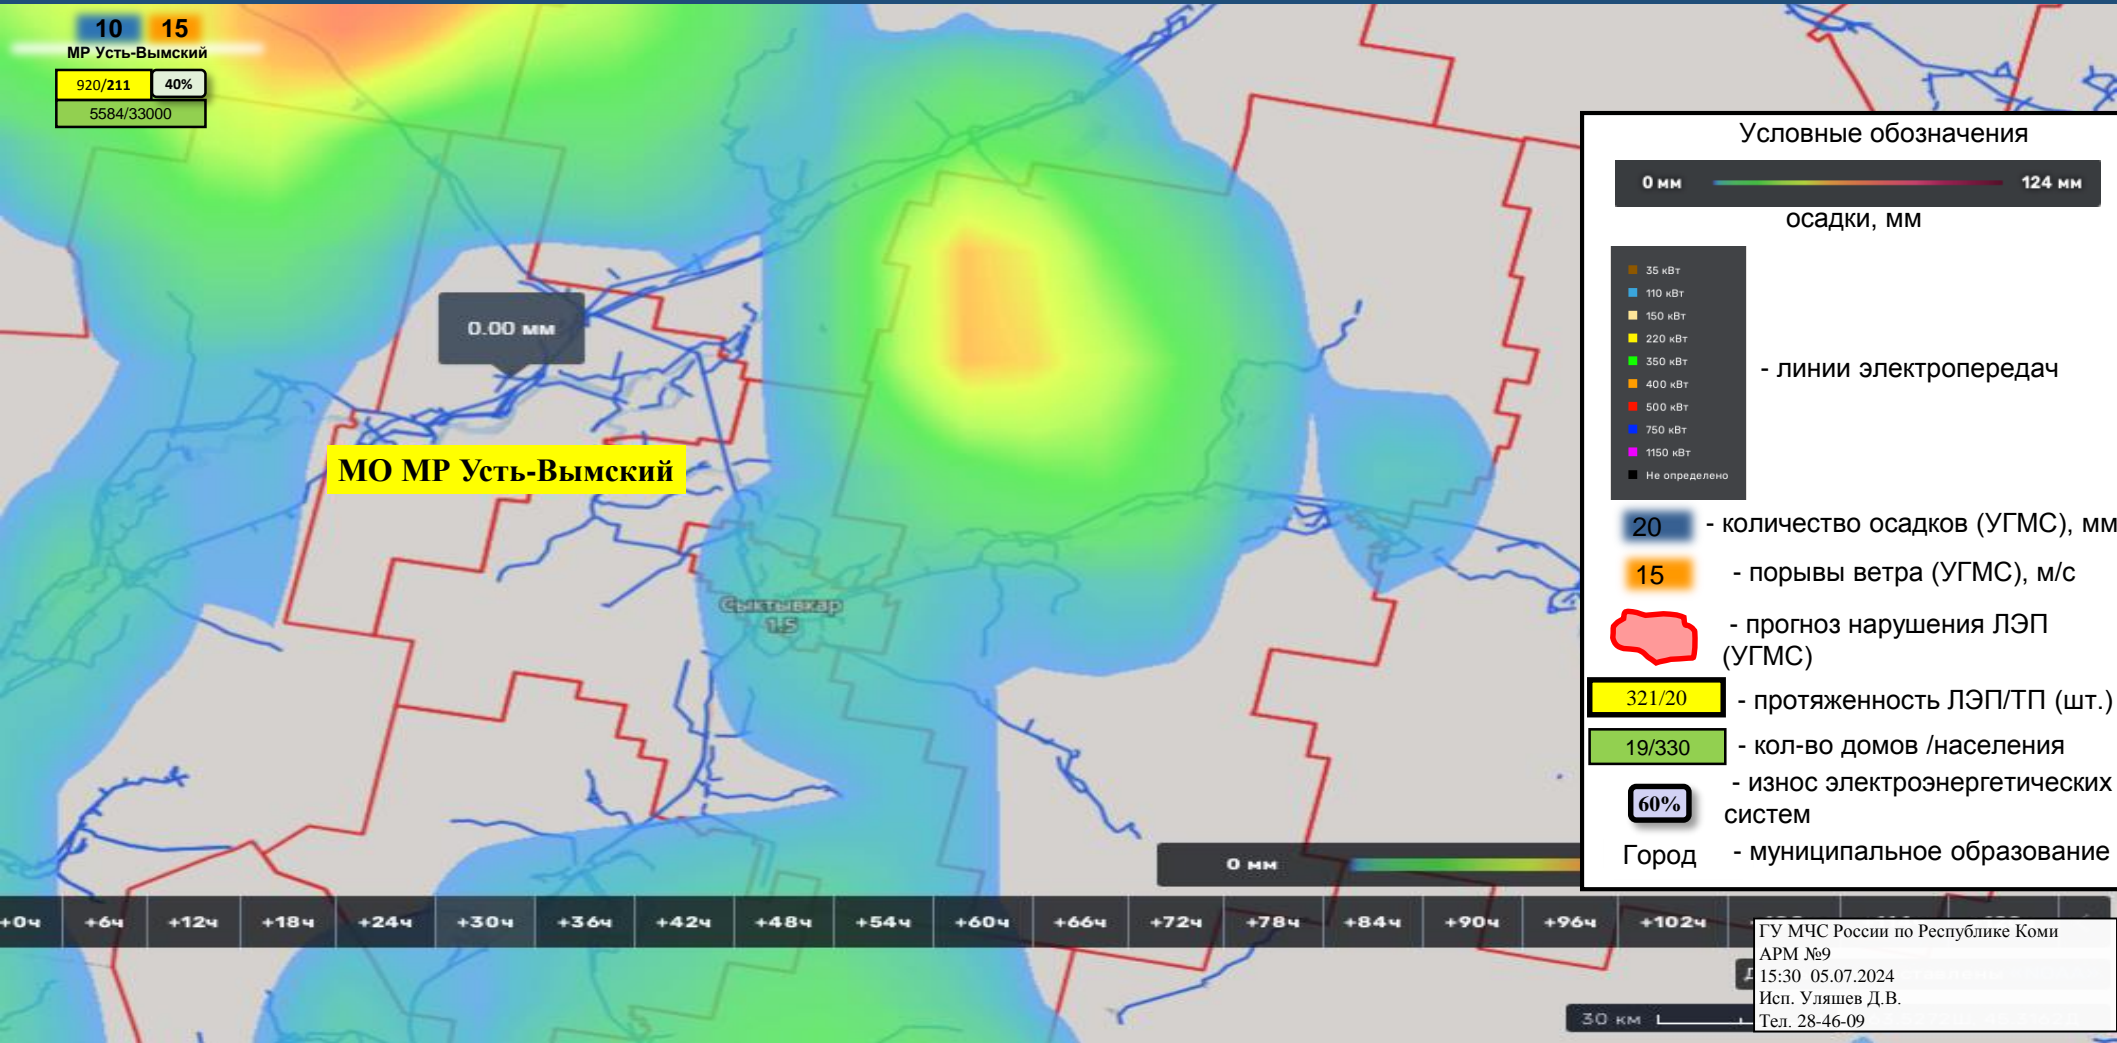 10 15
МР Усть-Вымский
920/211 40%
5584/33000
0.00 мм
МО МР Усть-Вымский
Сыктывкар
1.5
Условные обозначения
0 мм 124 мм
осадки, мм
35 кВт
110 кВт
150 кВт
220 кВт
350 кВт
400 кВт
500 кВт
750 кВт
1150 кВт
Не определено
- линии электропередач
20 - количество осадков (УГМС), мм
15 - порывы ветра (УГМС), м/с
- прогноз нарушения ЛЭП
(УГМС)
321/20 - протяженность ЛЭП/ТП (шт.)
19/330 - кол-во домов /населения
60% - износ электроэнергетических
систем
Город - муниципальное образование
0 мм
+0ч +6ч +12ч +18ч +24ч +30ч +36ч +42ч +48ч +54ч +60ч +66ч +72ч +78ч +84ч +90ч +96ч +102ч
ГУ МЧС России по Республике Коми
АРМ №9
15:30 05.07.2024
Исп. Уляшев Д.В.
Тел. 28-46-09
30 км